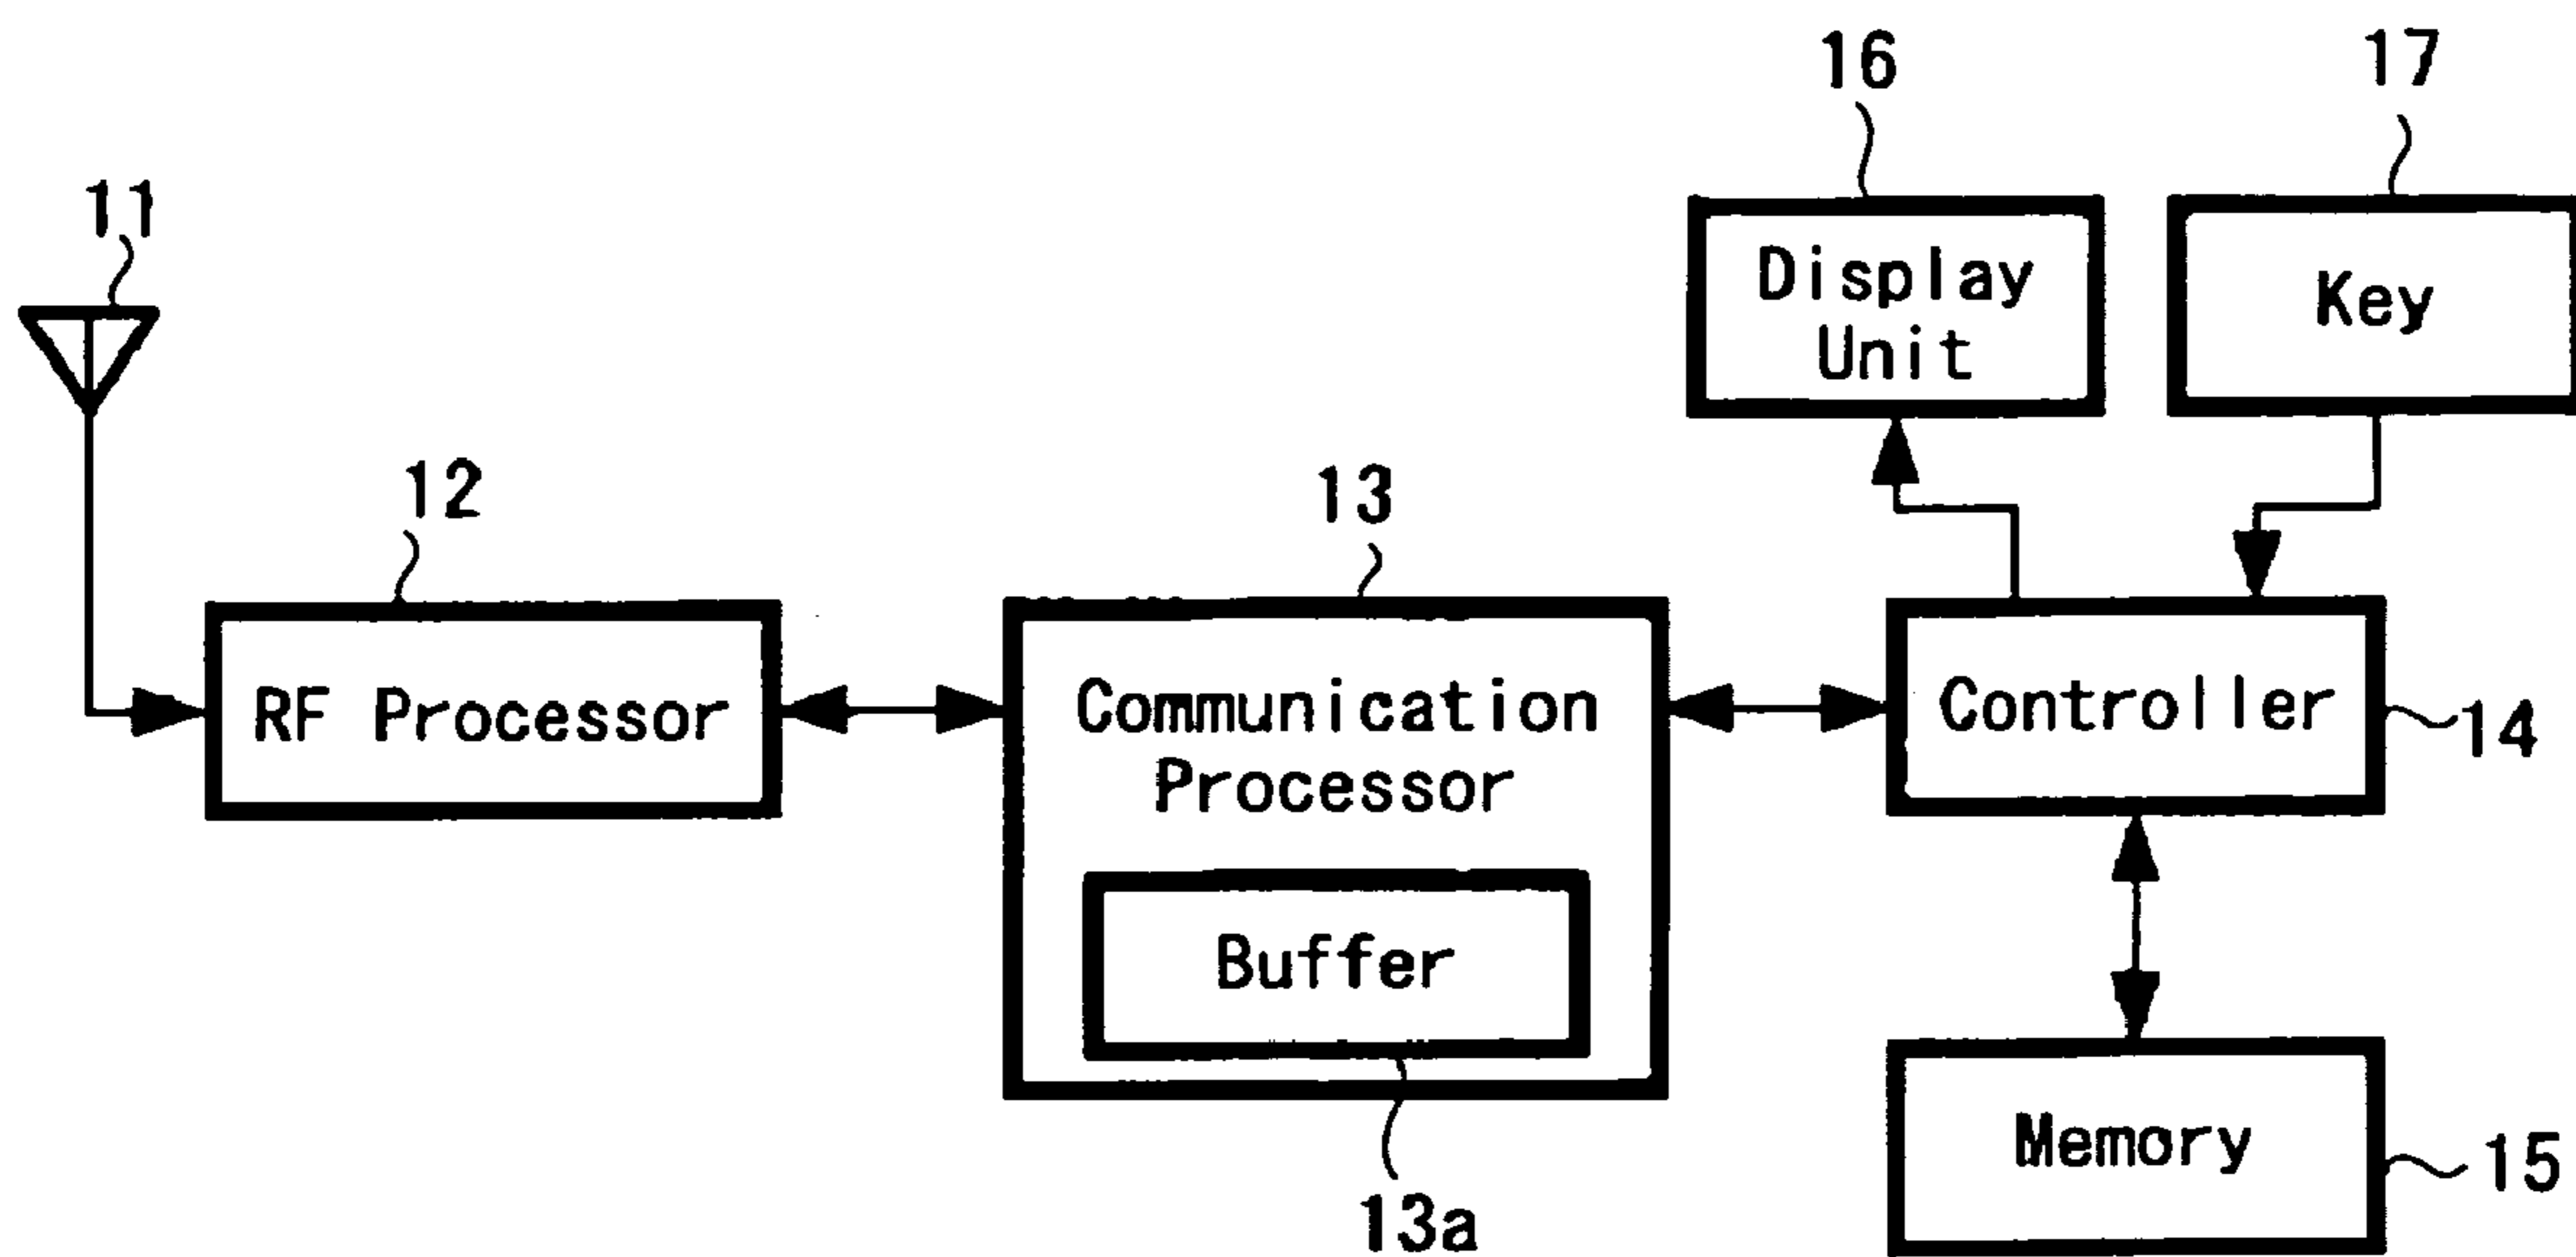 16
17
11
Display
Unit
Key
12
13
RF Processor
Communication
Processor
Controller
14
Buffer
Memory
15
13a